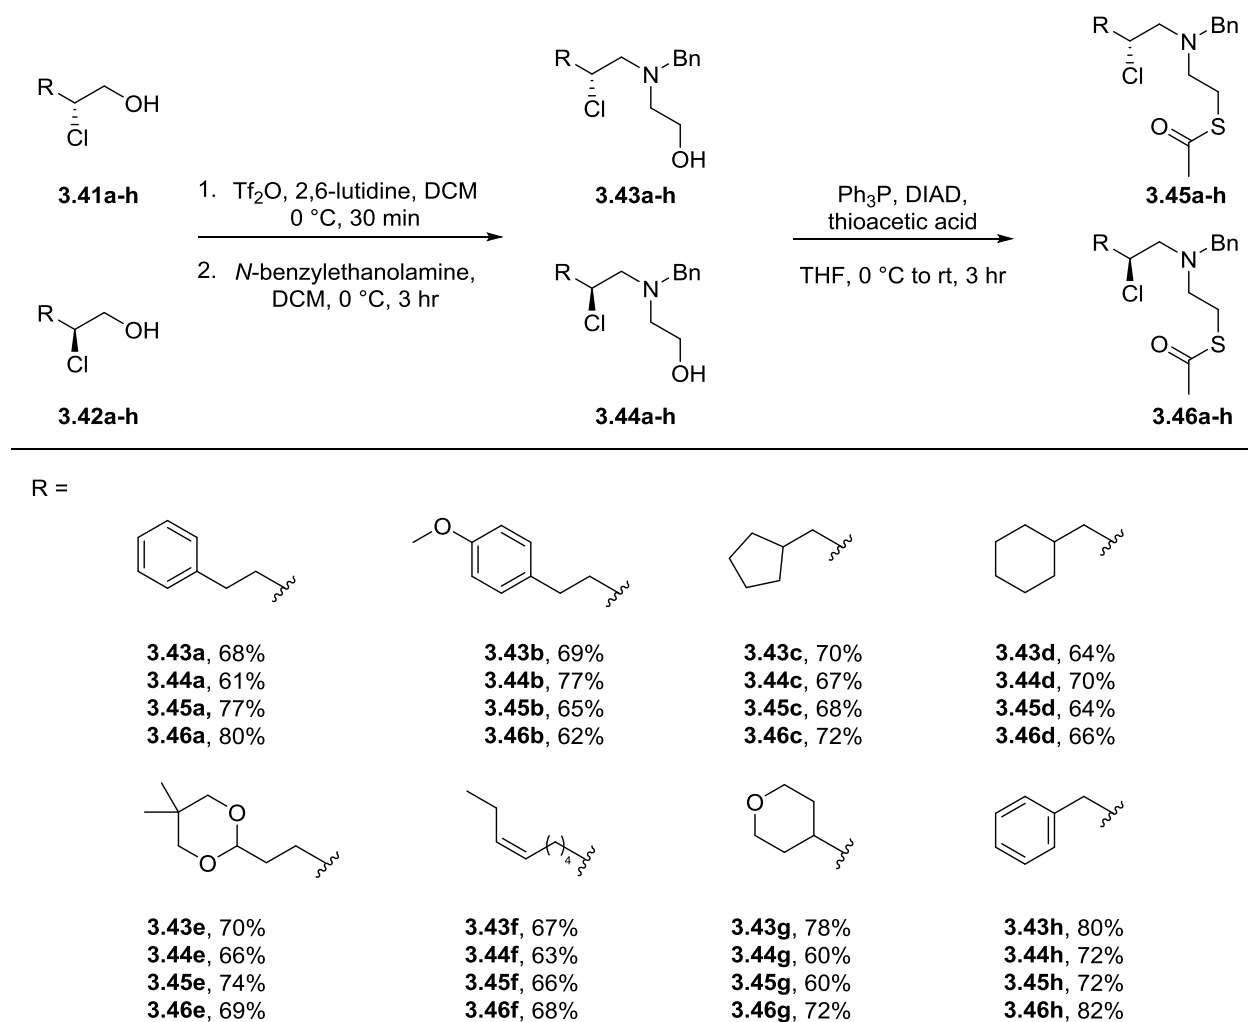 R
OH
Cl
3.41a-h
R
OH
Cl
3.42a-h
1. Tf2O, 2,6-lutidine, DCM
0 °C, 30 min
2. N-benzylethanolamine,
DCM, 0 °C, 3 hr
R
N
Bn
Cl
OH
3.43a-h
R
N
Bn
Cl
OH
3.44a-h
Ph3P, DIAD,
thioacetic acid
THF, 0 °C to rt, 3 hr
R
N
Bn
Cl
S
O
3.45a-h
R
N
Bn
Cl
S
O
3.46a-h
R =
3.43a, 68%
3.44a, 61%
3.45a, 77%
3.46a, 80%
O
3.43b, 69%
3.44b, 77%
3.45b, 65%
3.46b, 62%
3.43c, 70%
3.44c, 67%
3.45c, 68%
3.46c, 72%
3.43d, 64%
3.44d, 70%
3.45d, 64%
3.46d, 66%
O
O
3.43e, 70%
3.44e, 66%
3.45e, 74%
3.46e, 69%
( )4
3.43f, 67%
3.44f, 63%
3.45f, 66%
3.46f, 68%
O
3.43g, 78%
3.44g, 60%
3.45g, 60%
3.46g, 72%
3.43h, 80%
3.44h, 72%
3.45h, 72%
3.46h, 82%